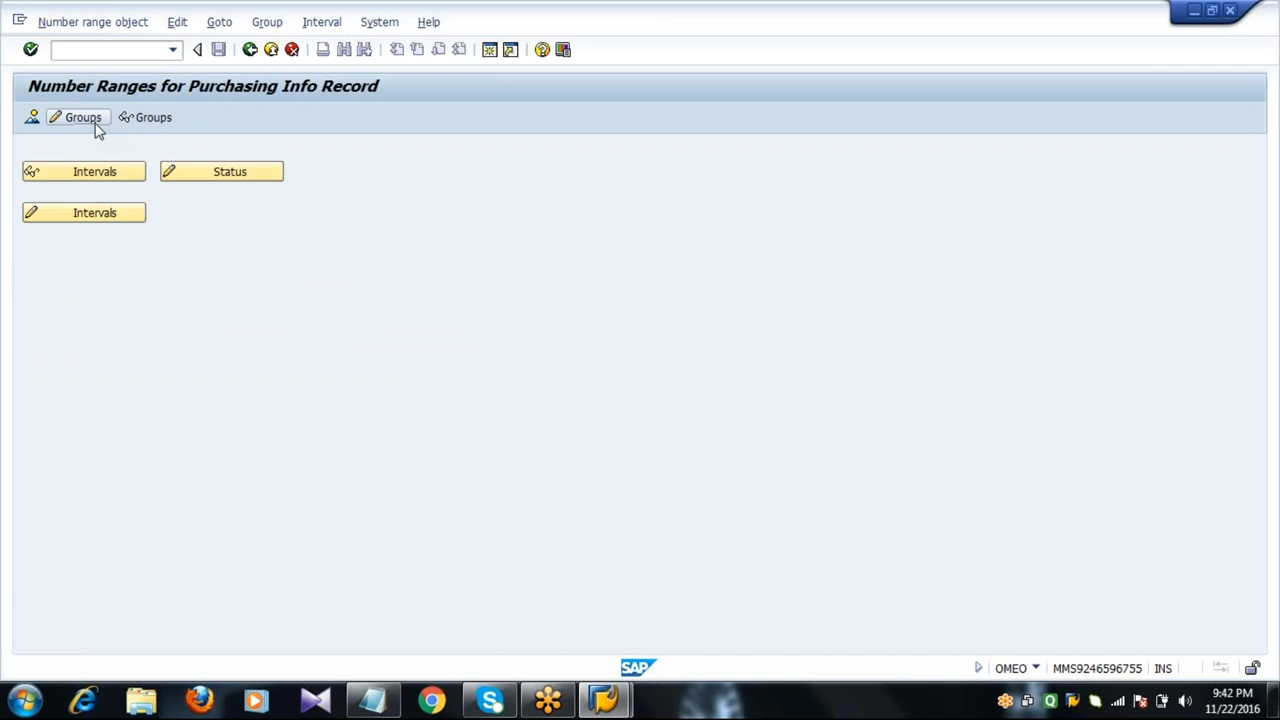 Number range object Edit Goto Group Interval System Help
Number Ranges for Purchasing Info Record
Groups Groups
Intervals Status
Intervals
SAP
OMEO MMS9246596755 INS
9:42 PM
11/22/2016